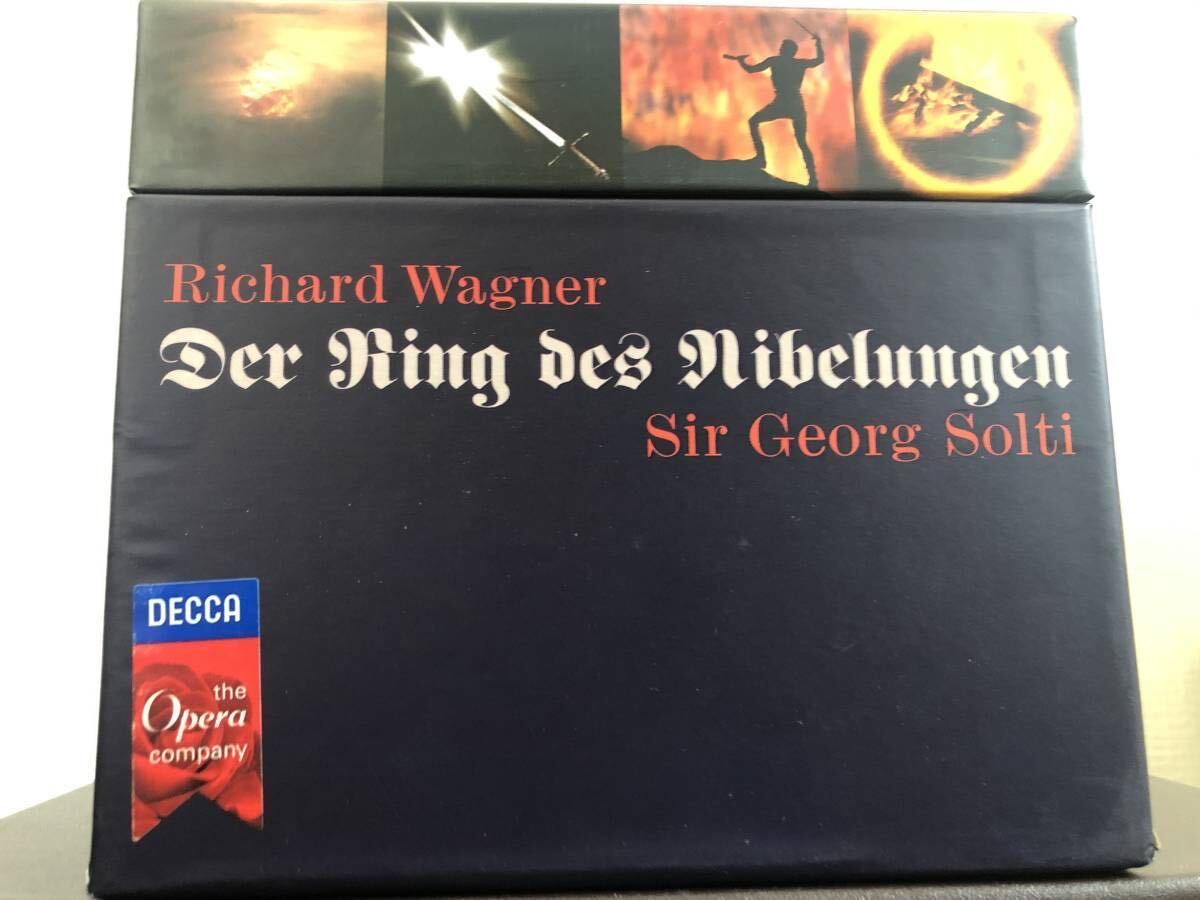 Richard Wagner
Der Ring des Nibelungen
Sir Georg Solti
DECCA
the
Opera
company